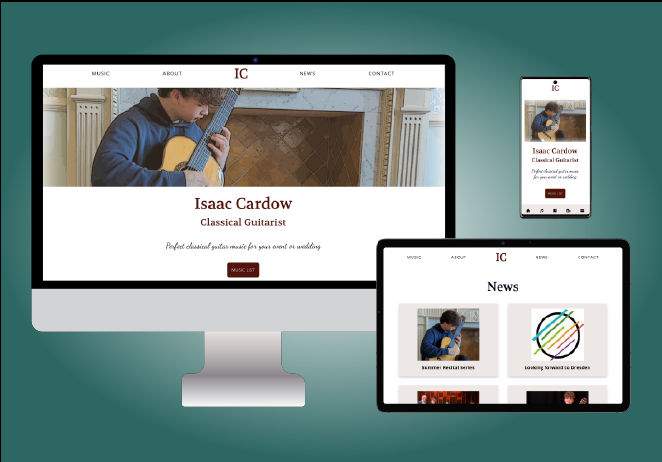 MUSIC ABOUT IC NEWS CONTACT
Isaac Cardow
Classical Guitarist
Perfect classical guitar music for your event or wedding
MUSIC LIST
IC
Isaac Cardow
Classical Guitarist
Perfect classical guitar music
for your event or wedding
MUSIC LIST
MUSIC ABOUT IC NEWS CONTACT
News
Summer Recital Series
Looking forward to Dresden